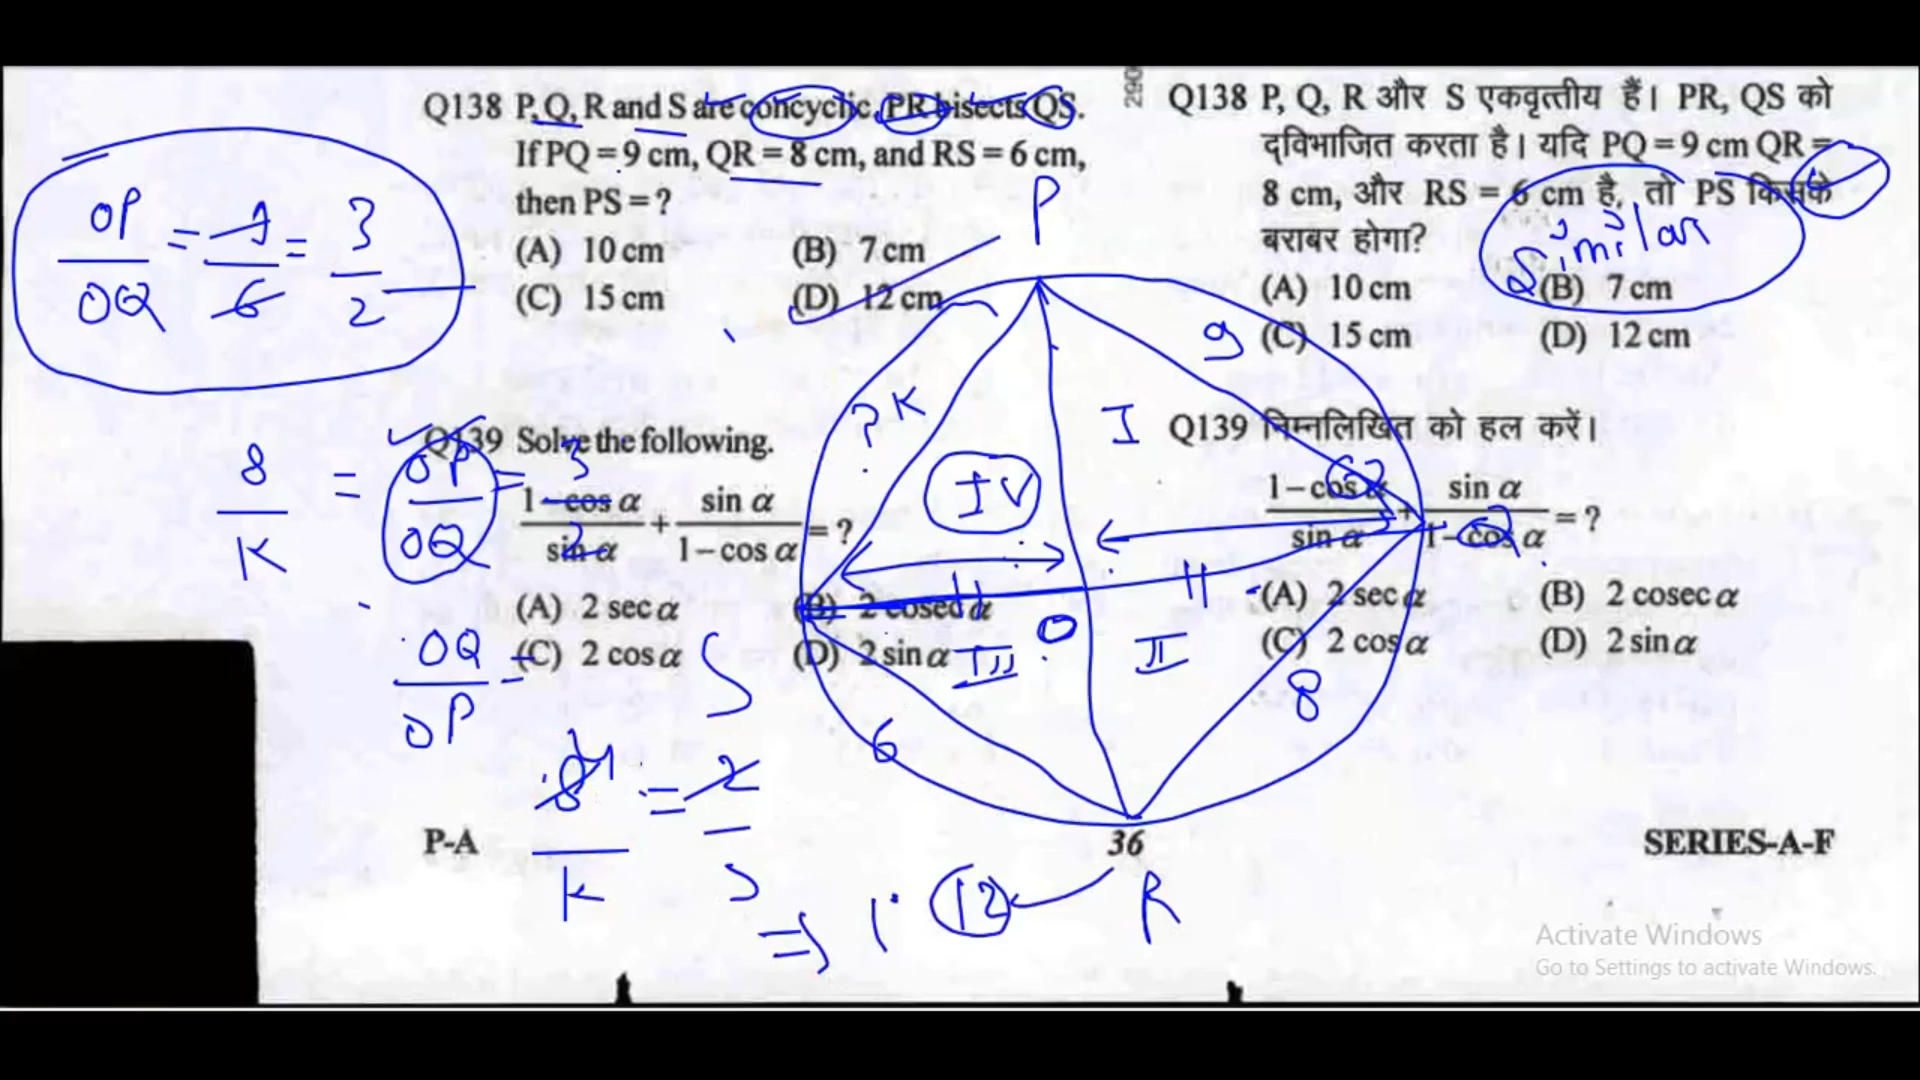 290
Q138 P, Q, R and S are concyclic, PR bisects QS.
If PQ = 9 cm, QR = 8 cm, and RS = 6 cm,
then PS = ?
(A) 10 cm (B) 7 cm
(C) 15 cm (D) 12 cm
Q139 Solve the following.
1 – cos α / sin α + sin α / 1 – cos α = ?
(A) 2 sec α (B) 2 cosec α
(C) 2 cos α (D) 2 sin α
Q138 P, Q, R और S एकवृत्तीय हैं। PR, QS को
द्विभाजित करता है। यदि PQ = 9 cm QR =
8 cm, और RS = 6 cm है, तो PS किसके
बराबर होगा?
(A) 10 cm (B) 7 cm
(C) 15 cm (D) 12 cm
Q139 निम्नलिखित को हल करें।
1 – cos α / sin α + sin α / 1 – cos α = ?
(A) 2 sec α (B) 2 cosec α
(C) 2 cos α (D) 2 sin α
P-A 36 SERIES-A-F
OP / OQ = 9 / 6 = 3 / 2
8 / K = OP / OQ = 3 / 2
OQ / OP =
8 / K = 2 / 3
⇒ 12
Similar
P
9
? K
I
IV
O
II
III
S
6
8
R
Activate Windows
Go to Settings to activate Windows.